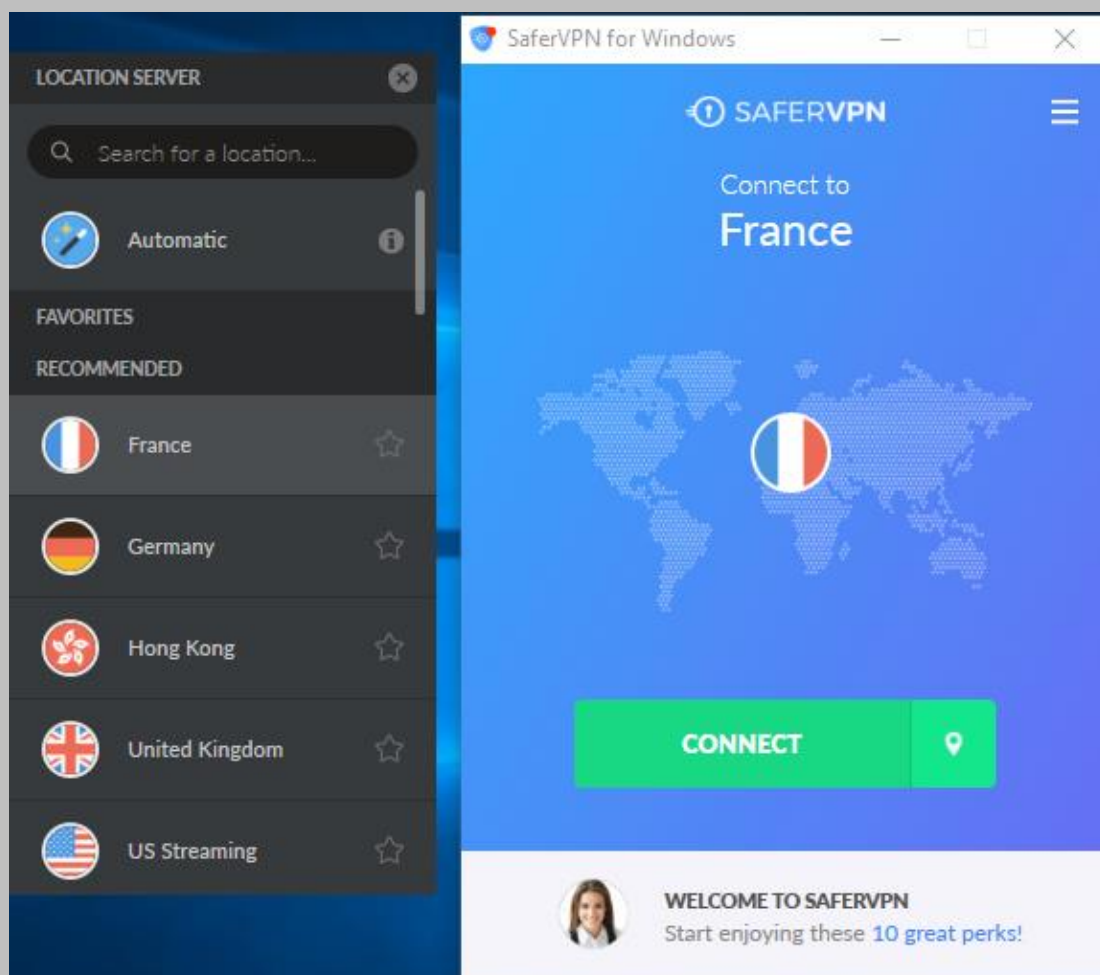 LOCATION SERVER
Search for a location...
Automatic
FAVORITES
RECOMMENDED
France
Germany
Hong Kong
United Kingdom
US Streaming
SaferVPN for Windows
SAFERVPN
Connect to
France
CONNECT
WELCOME TO SAFERVPN
Start enjoying these 10 great perks!